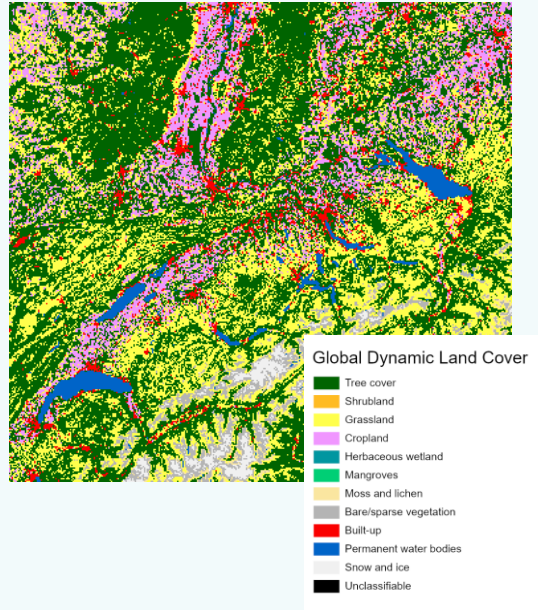 Global Dynamic Land Cover
Tree cover
Shrubland
Grassland
Cropland
Herbaceous wetland
Mangroves
Moss and lichen
Bare/sparse vegetation
Built-up
Permanent water bodies
Snow and ice
Unclassifiable